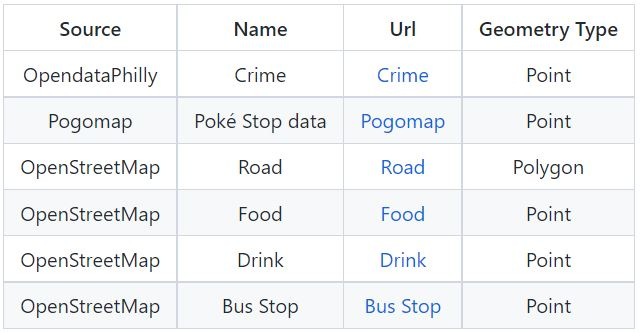 Source Name Url Geometry Type
OpendataPhilly Crime Crime Point
Pogomap Poké Stop data Pogomap Point
OpenStreetMap Road Road Polygon
OpenStreetMap Food Food Point
OpenStreetMap Drink Drink Point
OpenStreetMap Bus Stop Bus Stop Point